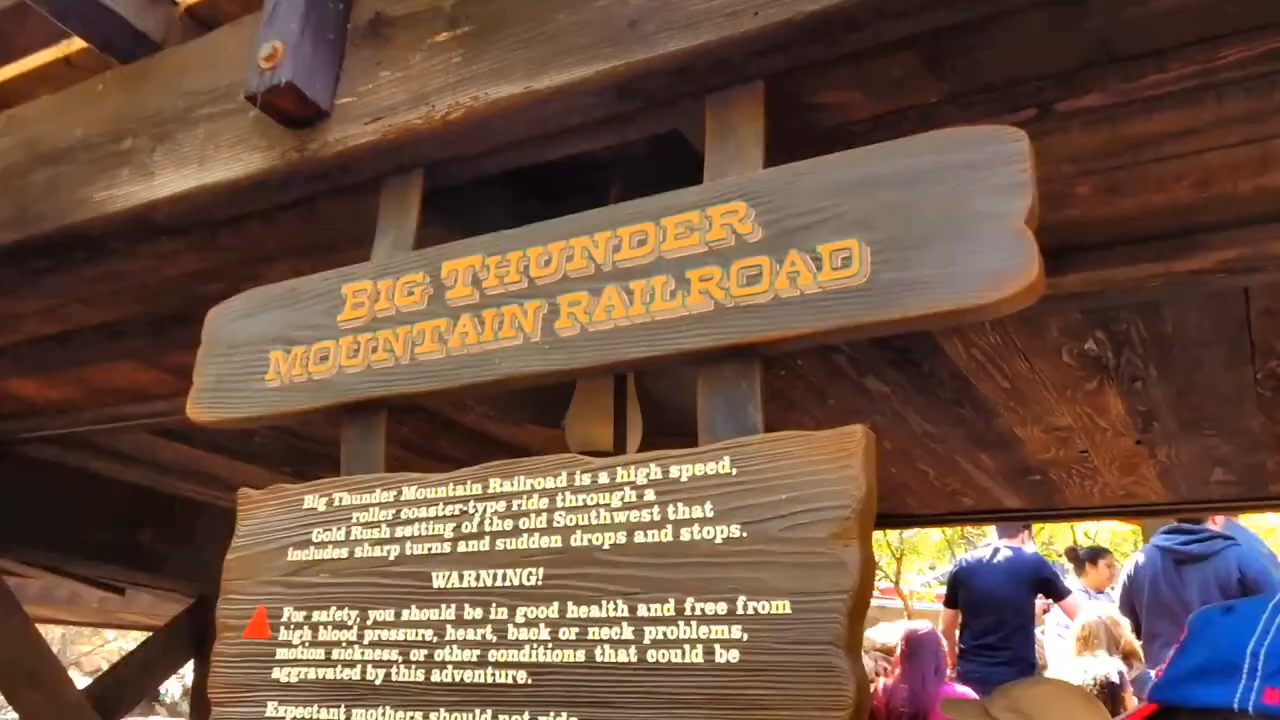 BIG THUNDER
MOUNTAIN RAILROAD
Big Thunder Mountain Railroad is a high speed,
roller coaster-type ride through a
Gold Rush setting of the old Southwest that
includes sharp turns and sudden drops and stops.
WARNING!
For safety, you should be in good health and free from
high blood pressure, heart, back or neck problems,
motion sickness, or other conditions that could be
aggravated by this adventure.
Expectant mothers should not ride.